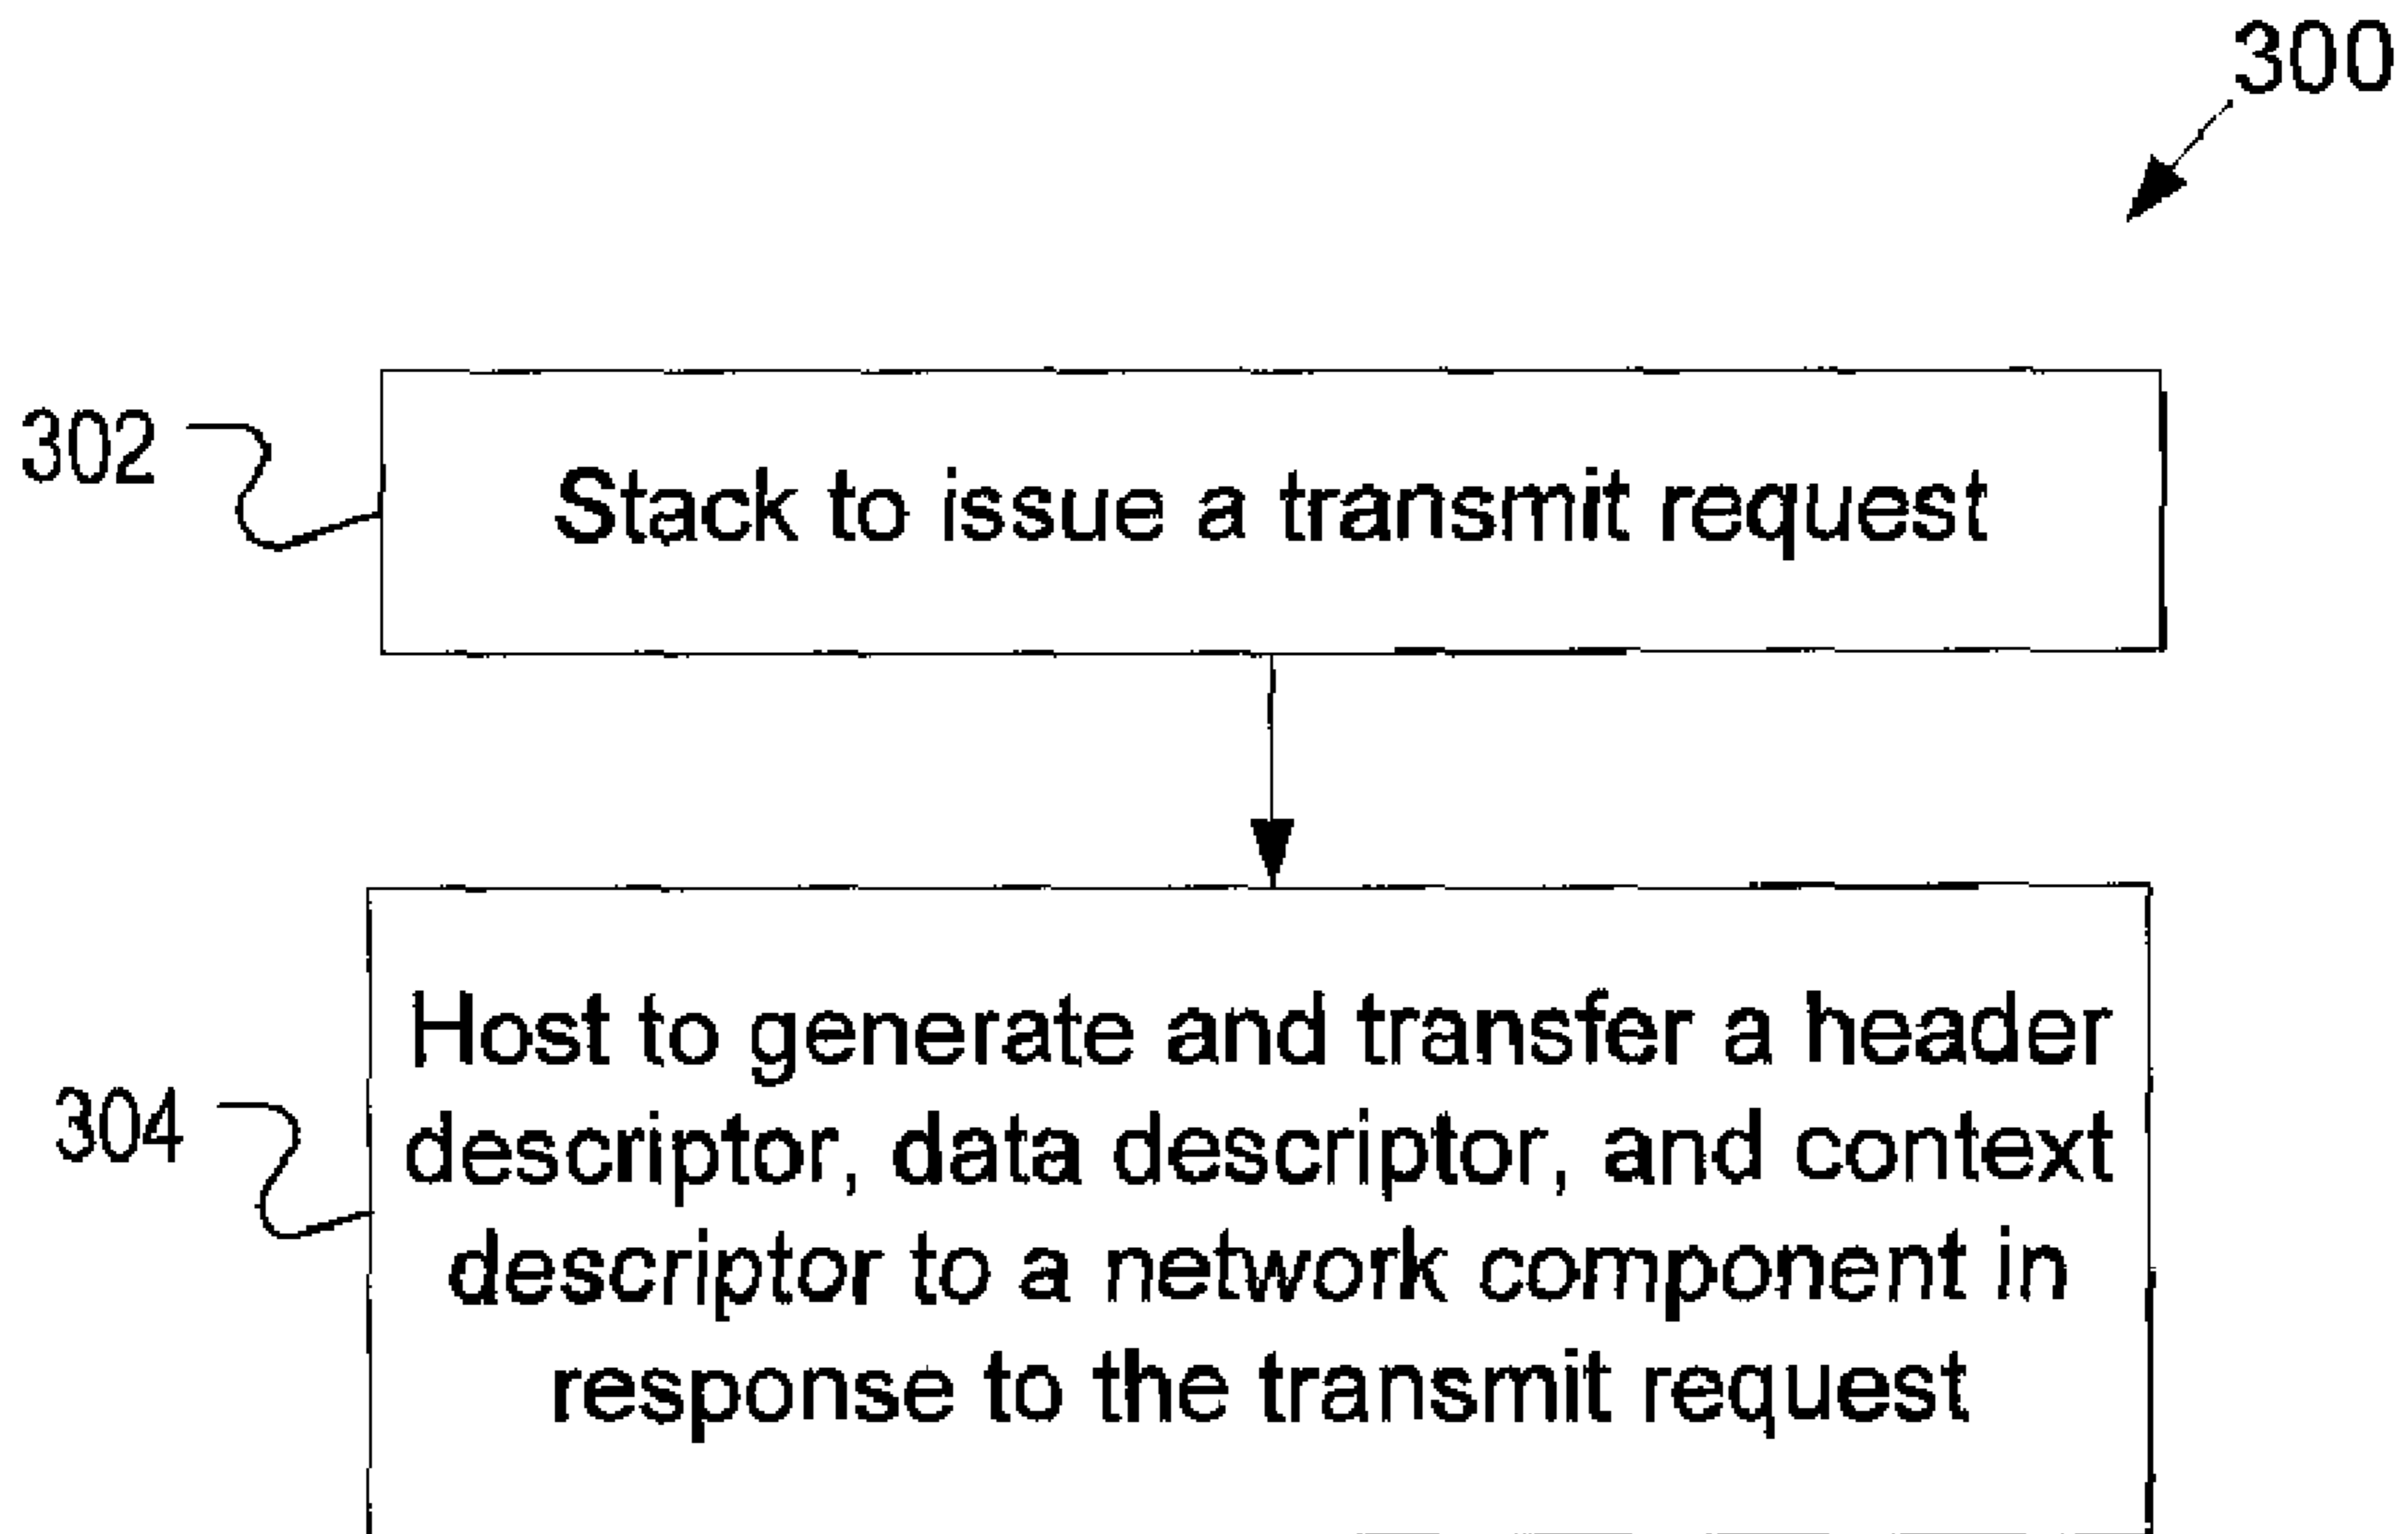 300
302
Stack to issue a transmit request
304
Host to generate and transfer a header
descriptor, data descriptor, and context
descriptor to a network component in
response to the transmit request